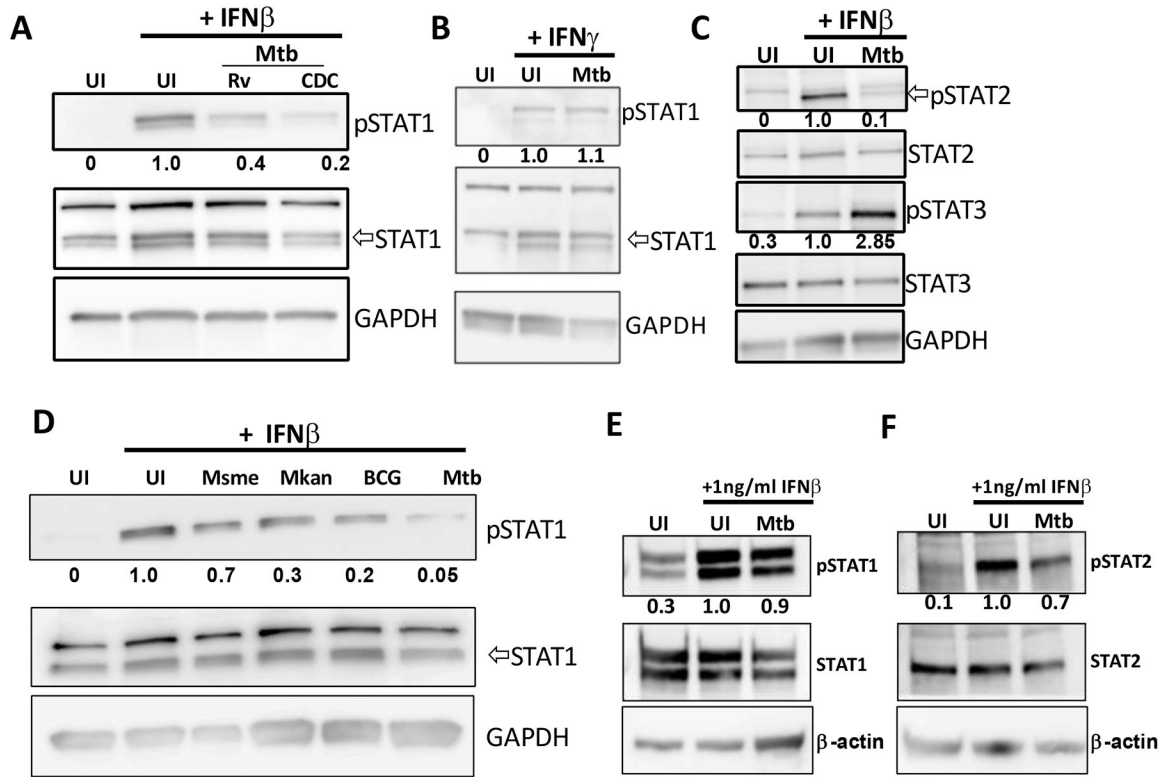 A
+ IFNβ
Mtb
UI UI Rv CDC
pSTAT1
0 1.0 0.4 0.2
⇦STAT1
GAPDH
B
+ IFNγ
UI UI Mtb
pSTAT1
0 1.0 1.1
⇦STAT1
GAPDH
C
+ IFNβ
UI UI Mtb
⇦pSTAT2
0 1.0 0.1
STAT2
pSTAT3
0.3 1.0 2.85
STAT3
GAPDH
D
+ IFNβ
UI UI Msme Mkan BCG Mtb
pSTAT1
0 1.0 0.7 0.3 0.2 0.05
⇦STAT1
GAPDH
E
+1ng/ml IFNβ
UI UI Mtb
pSTAT1
0.3 1.0 0.9
STAT1
β-actin
F
+1ng/ml IFNβ
UI UI Mtb
pSTAT2
0.1 1.0 0.7
STAT2
β-actin